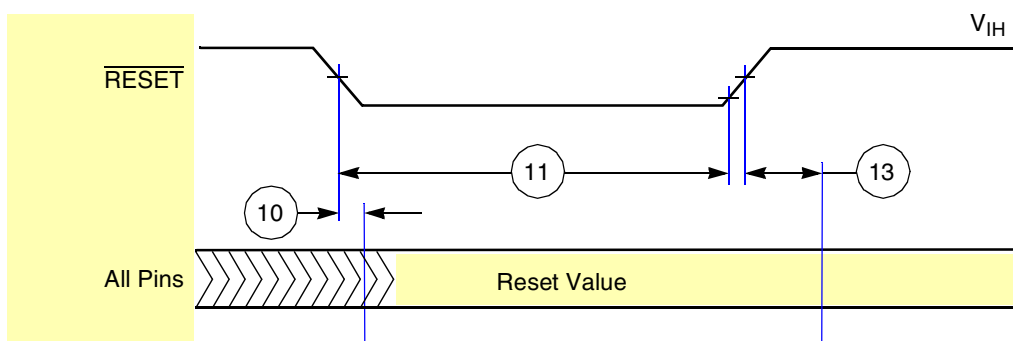 V_IH
RESET
11
13
10
All Pins
Reset Value